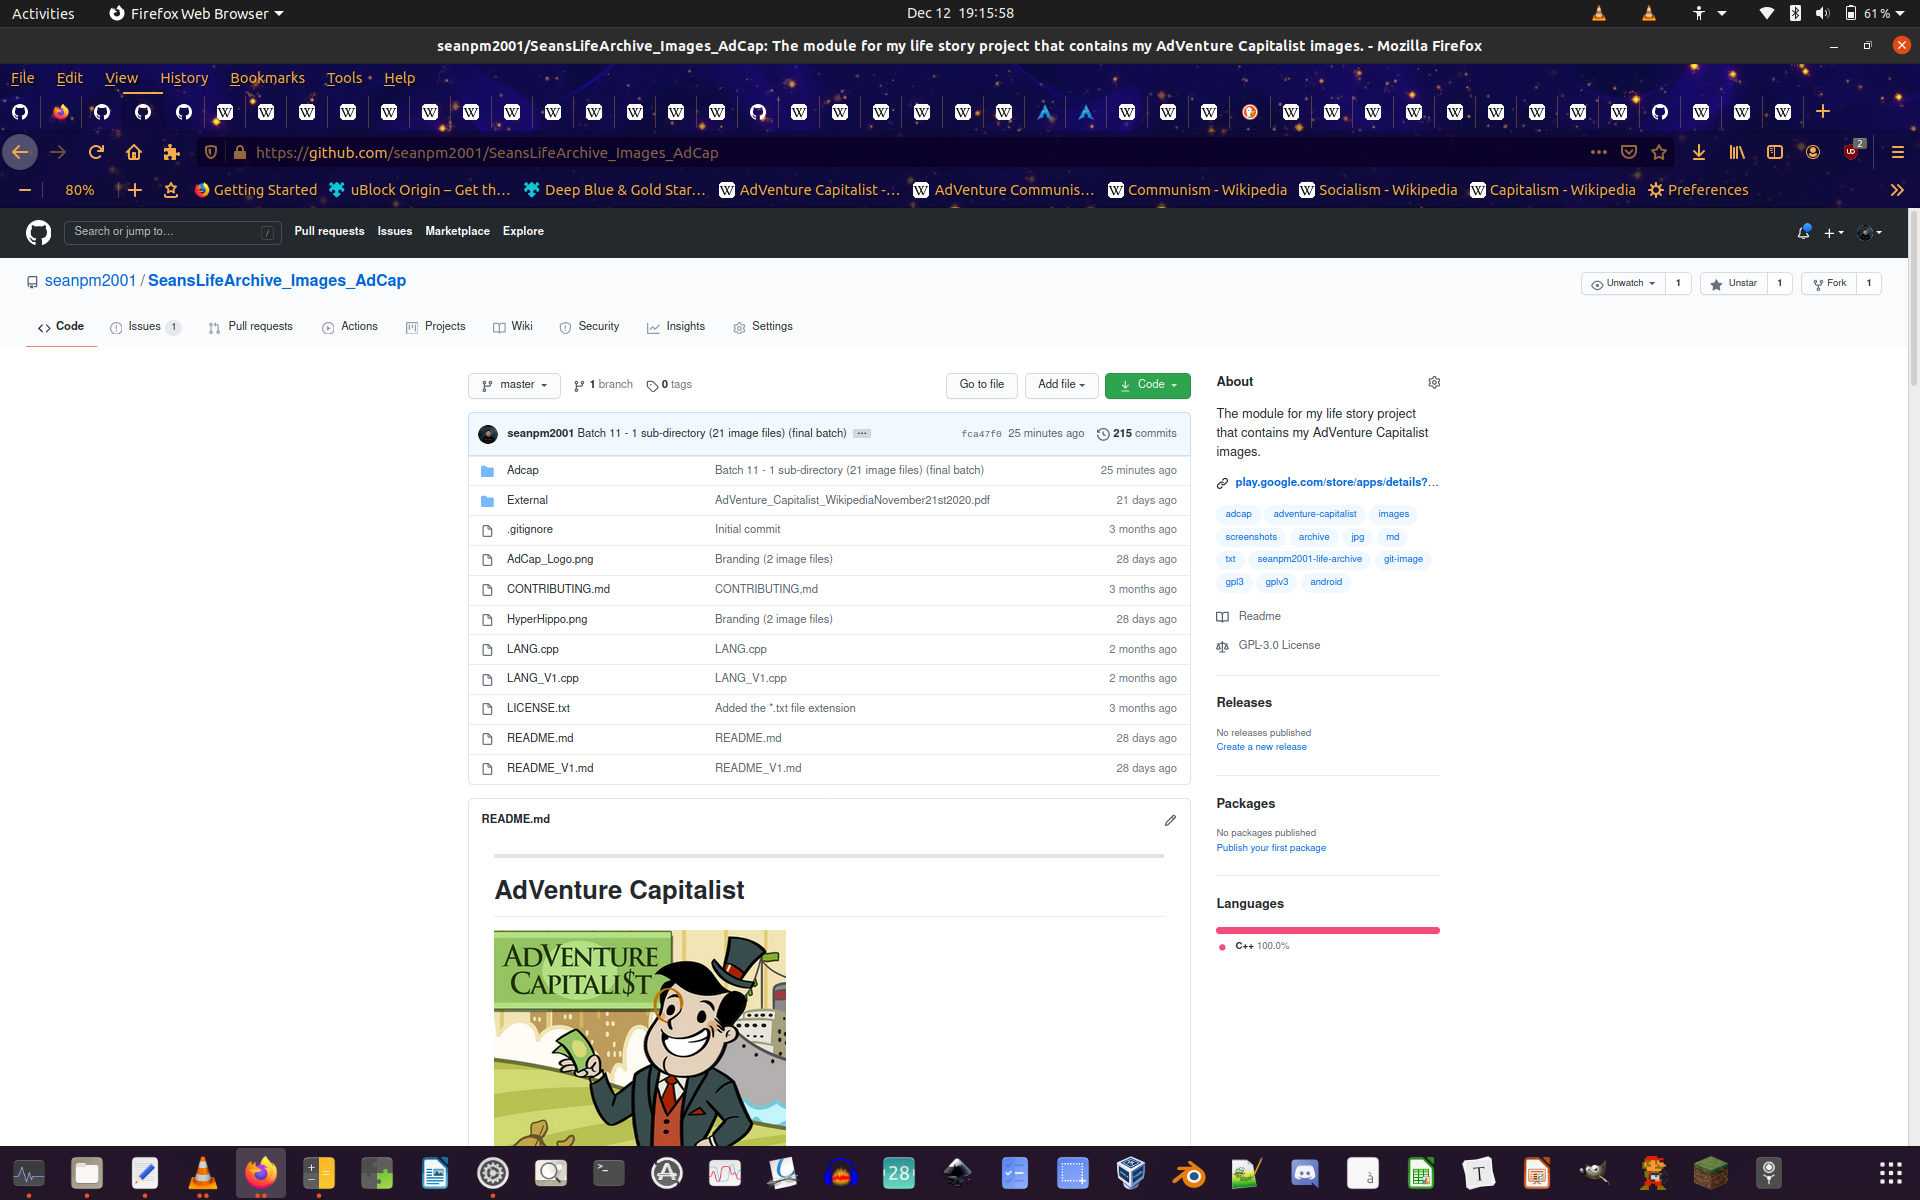 Activities Firefox Web Browser Dec 12 19:15:58 61 %
seanpm2001/SeansLifeArchive_Images_AdCap: The module for my life story project that contains my AdVenture Capitalist images. - Mozilla Firefox
File Edit View History Bookmarks Tools Help
https://github.com/seanpm2001/SeansLifeArchive_Images_AdCap 2
80% Getting Started uBlock Origin – Get th… Deep Blue & Gold Star… AdVenture Capitalist -… AdVenture Communis… Communism - Wikipedia Socialism - Wikipedia Capitalism - Wikipedia Preferences
Search or jump to… / Pull requests Issues Marketplace Explore
seanpm2001 / SeansLifeArchive_Images_AdCap Unwatch 1 Unstar 1 Fork 1
Code Issues 1 Pull requests Actions Projects Wiki Security Insights Settings
master 1 branch 0 tags Go to file Add file Code
seanpm2001 Batch 11 - 1 sub-directory (21 image files) (final batch) … fca47f0 25 minutes ago 215 commits
Adcap Batch 11 - 1 sub-directory (21 image files) (final batch) 25 minutes ago
External AdVenture_Capitalist_WikipediaNovember21st2020.pdf 21 days ago
.gitignore Initial commit 3 months ago
AdCap_Logo.png Branding (2 image files) 28 days ago
CONTRIBUTING.md CONTRIBUTING,md 3 months ago
HyperHippo.png Branding (2 image files) 28 days ago
LANG.cpp LANG.cpp 2 months ago
LANG_V1.cpp LANG_V1.cpp 2 months ago
LICENSE.txt Added the *.txt file extension 3 months ago
README.md README.md 28 days ago
README_V1.md README_V1.md 28 days ago
README.md
AdVenture Capitalist
ADVENTURE
CAPITALI$T
About
The module for my life story project
that contains my AdVenture Capitalist
images.
play.google.com/store/apps/details?…
adcap adventure-capitalist images
screenshots archive jpg md
txt seanpm2001-life-archive git-image
gpl3 gplv3 android
Readme
GPL-3.0 License
Releases
No releases published
Create a new release
Packages
No packages published
Publish your first package
Languages
C++ 100.0%
28